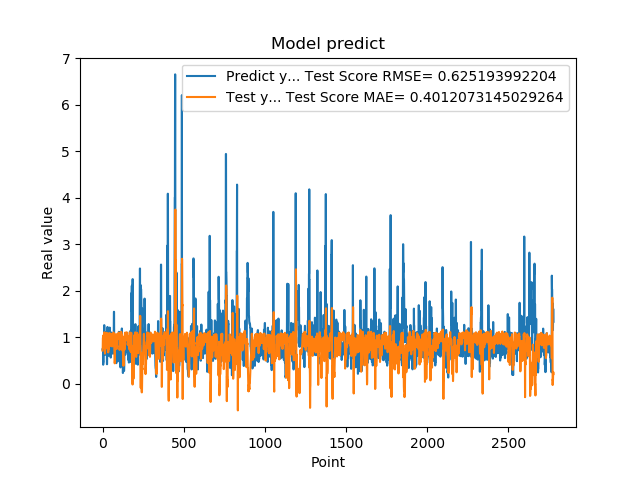 Model predict
Predict y... Test Score RMSE= 0.625193992204
Test y... Test Score MAE= 0.4012073145029264
Real value
7
6
5
4
3
2
1
0
0 500 1000 1500 2000 2500
Point